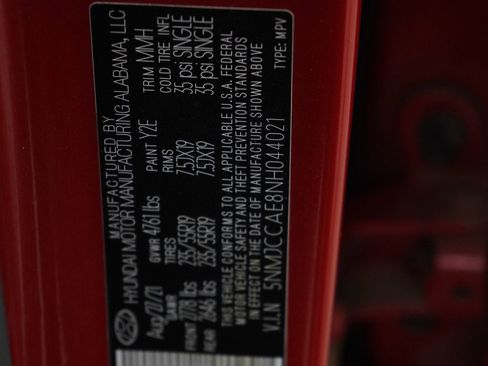 MANUFACTURED BY
HYUNDAI MOTOR MANUFACTURING ALABAMA, LLC
Aug/27/21 GVWR 4761 lbs PAINT Y2E TRIM MMH
GAWR TIRES RIMS COLD TIRE INFL
FRONT 2778 lbs 235/55R19 7.5JX19 35 psi SINGLE
REAR 2646 lbs 235/55R19 7.5JX19 35 psi SINGLE
THIS VEHICLE CONFORMS TO ALL APPLICABLE U.S.A. FEDERAL
MOTOR VEHICLE SAFETY AND THEFT PREVENTION STANDARDS
IN EFFECT ON THE DATE OF MANUFACTURE SHOWN ABOVE
V.I.N 5NMJCCAE8NH044021 TYPE: MPV